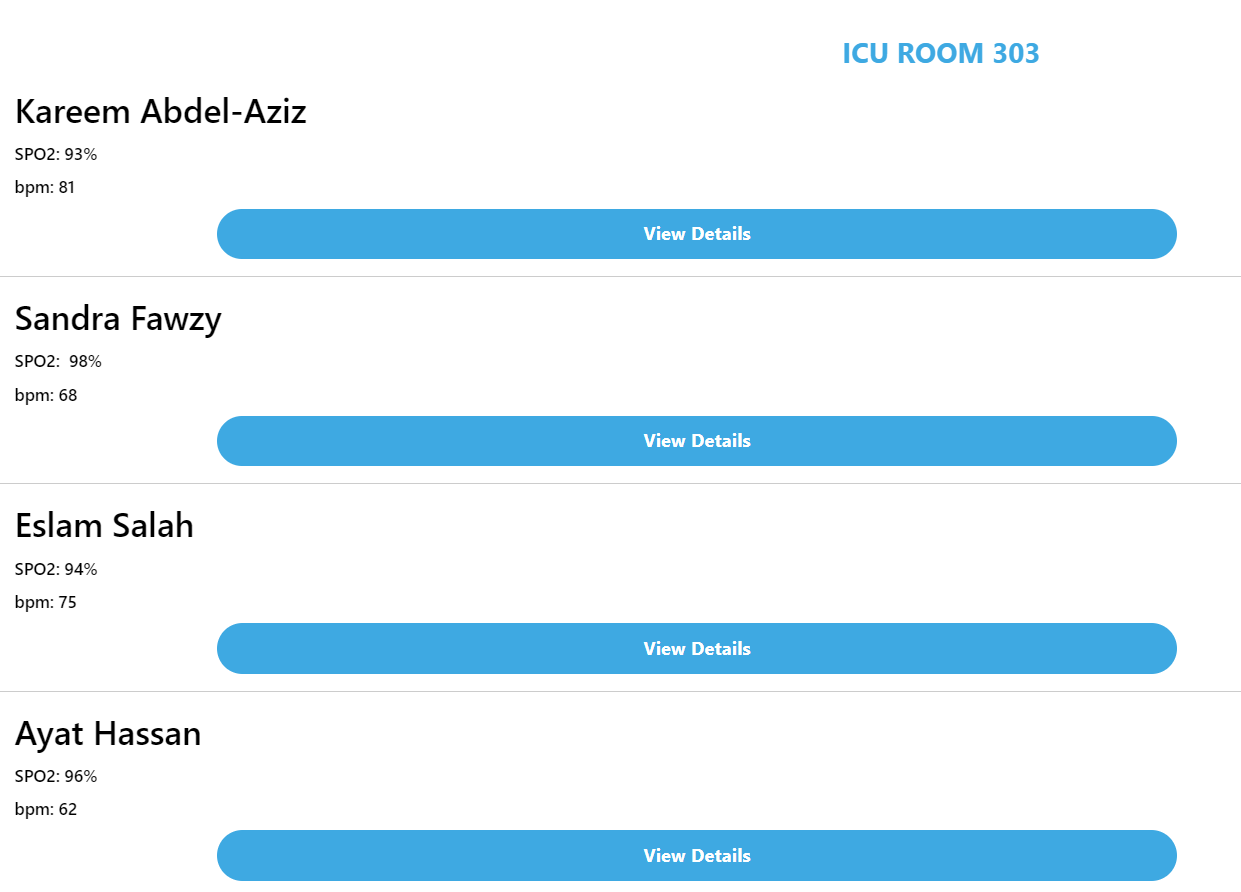 ICU ROOM 303
Kareem Abdel-Aziz
SPO2: 93%
bpm: 81
View Details
Sandra Fawzy
SPO2:  98%
bpm: 68
View Details
Eslam Salah
SPO2: 94%
bpm: 75
View Details
Ayat Hassan
SPO2: 96%
bpm: 62
View Details